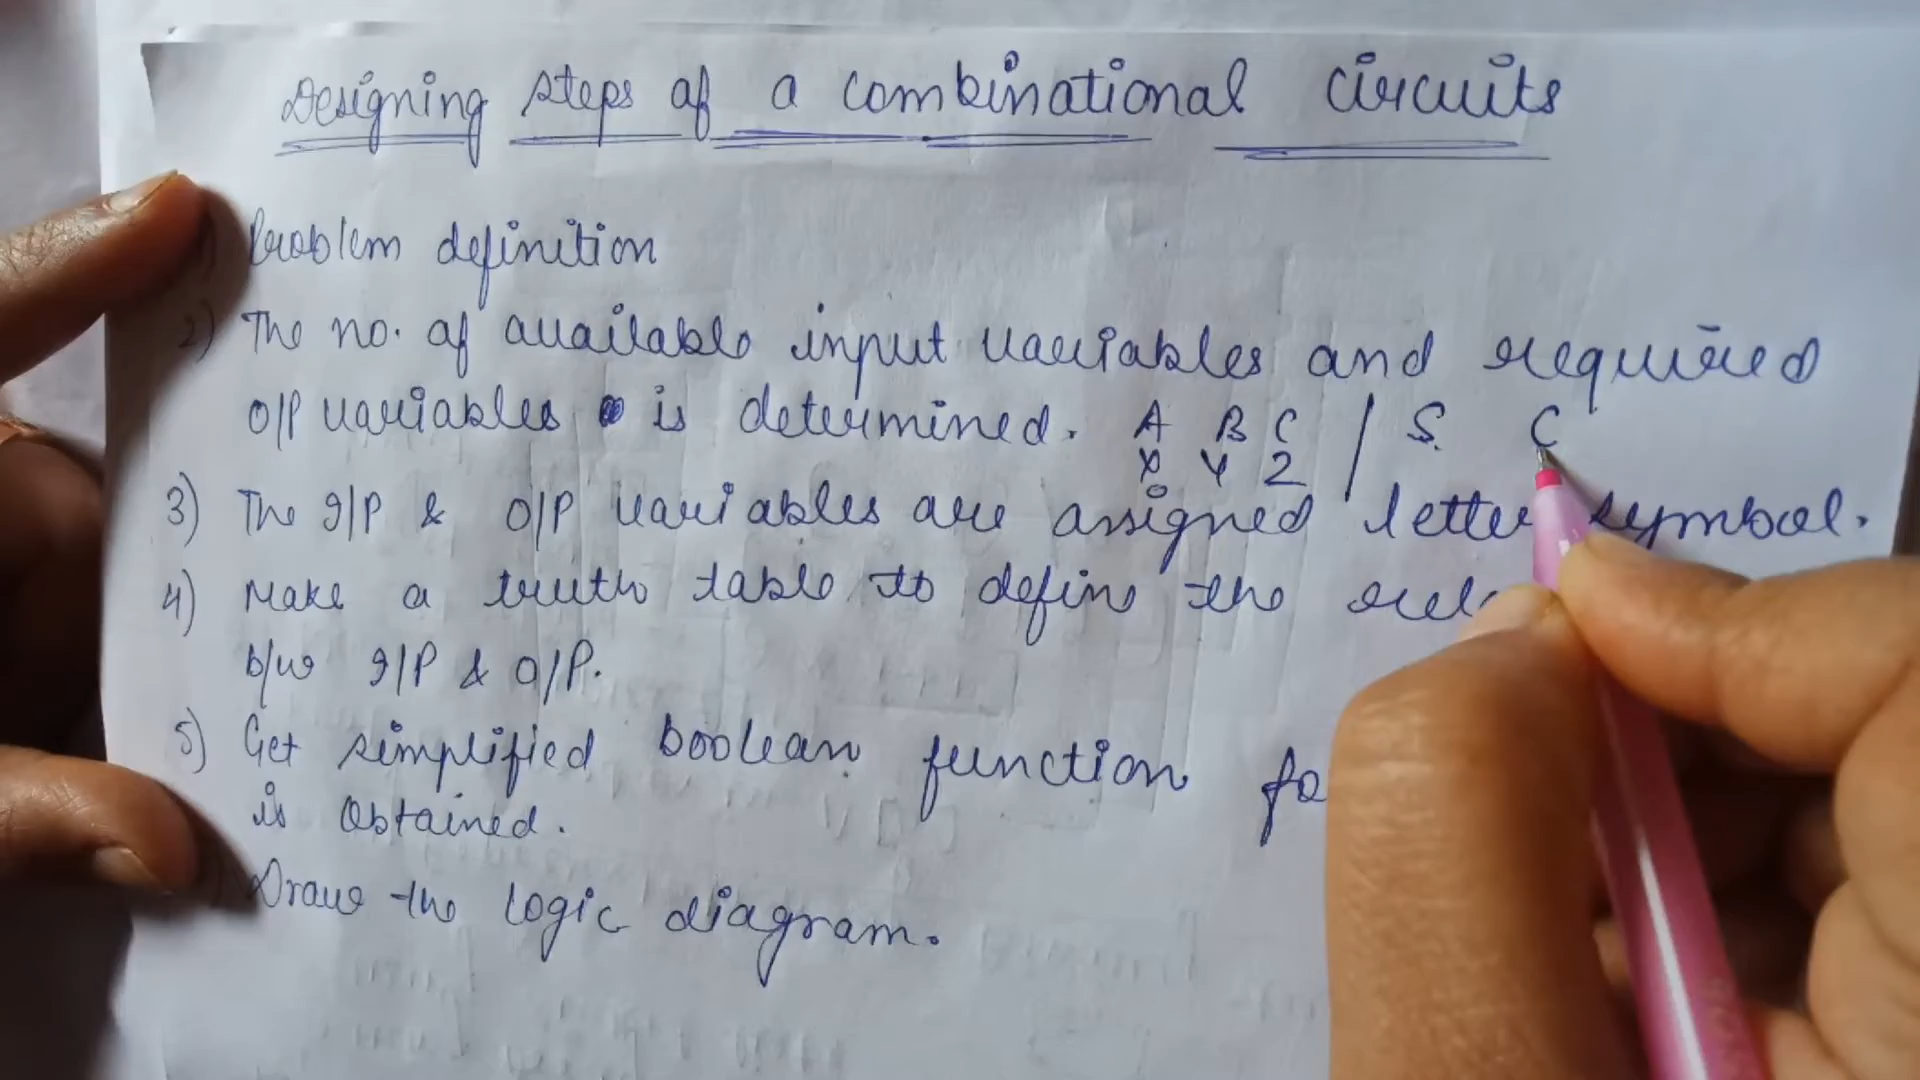 Designing steps of a combinational circuits
1) Problem definition
2) The no. of available input variables and required
O/P variables is determined. A B C / S C
X Y Z
3) The I/P & O/P variables are assigned letter symbol.
4) Make a truth table to define the
b/w I/P & O/P.
5) Get simplified boolean function
is obtained.
Draw the logic diagram.